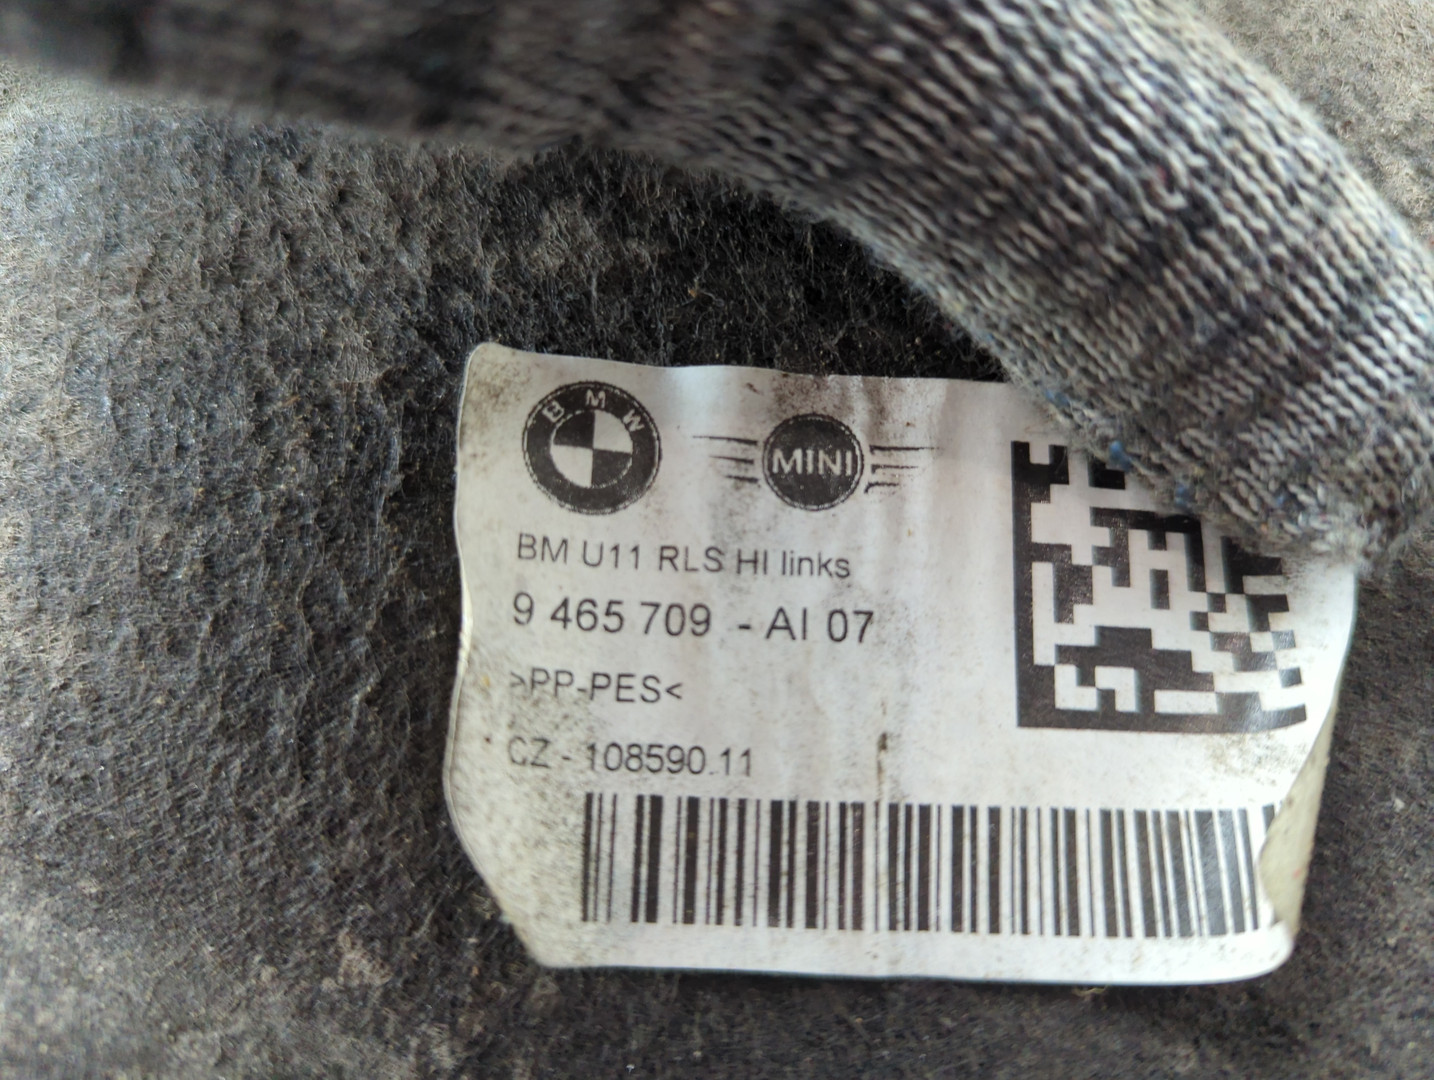 BMW
MINI
BM U11 RLS HI links
9 465 709 - AI 07
>PP-PES<
CZ - 108590.11